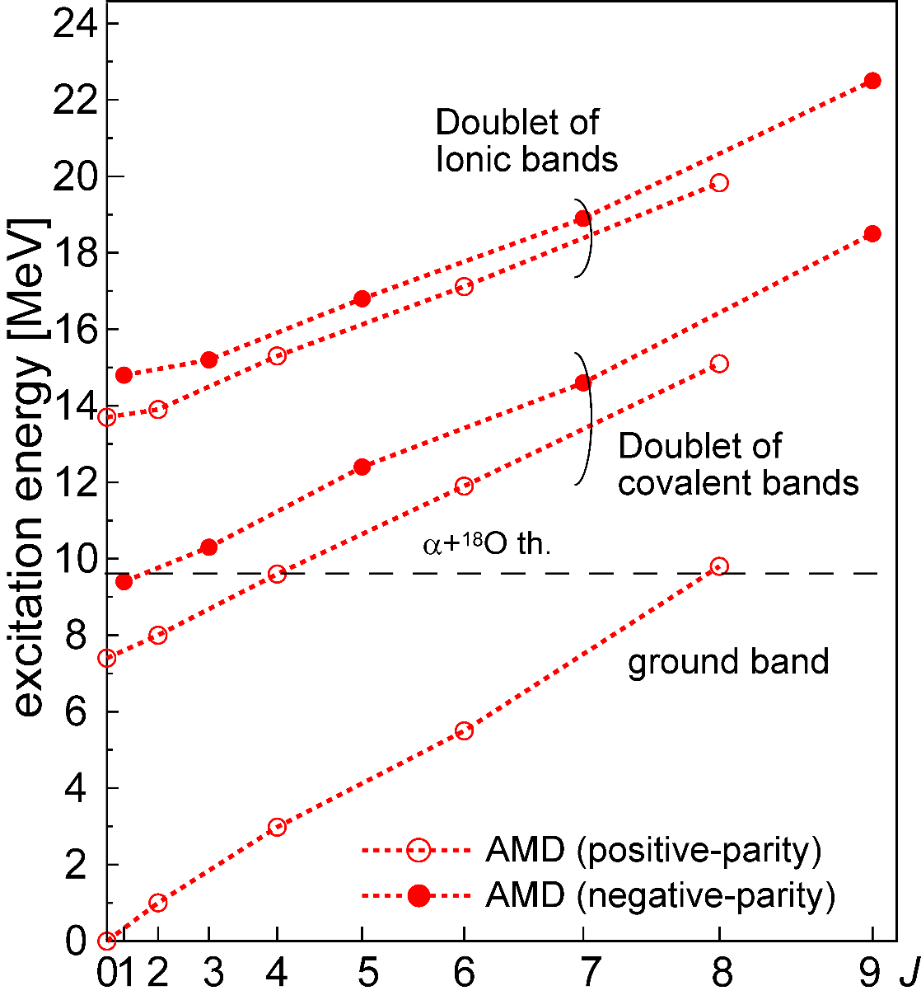 24
22
20
18
16
14
12
10
8
6
4
2
0
excitation energy [MeV]
Doublet of
Ionic bands
Doublet of
covalent bands
α+¹⁸O th.
ground band
AMD (positive-parity)
AMD (negative-parity)
0 1 2 3 4 5 6 7 8 9 J